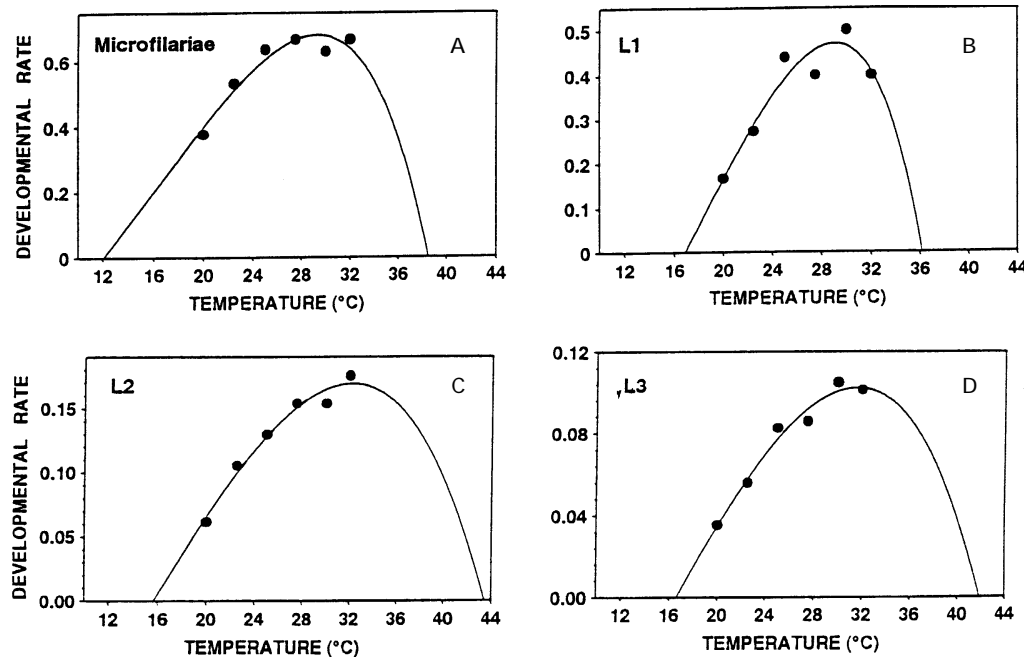 Microfilariae A
DEVELOPMENTAL RATE
0.6
0.4
0.2
0
12 16 20 24 28 32 36 40 44
TEMPERATURE (°C)
L1 B
0.5
0.4
0.3
0.2
0.1
0
12 16 20 24 28 32 36 40 44
TEMPERATURE (°C)
L2 C
DEVELOPMENTAL RATE
0.15
0.10
0.05
0.00
12 16 20 24 28 32 36 40 44
TEMPERATURE (°C)
L3 D
0.12
0.08
0.04
0.00
12 16 20 24 28 32 36 40 44
TEMPERATURE (°C)